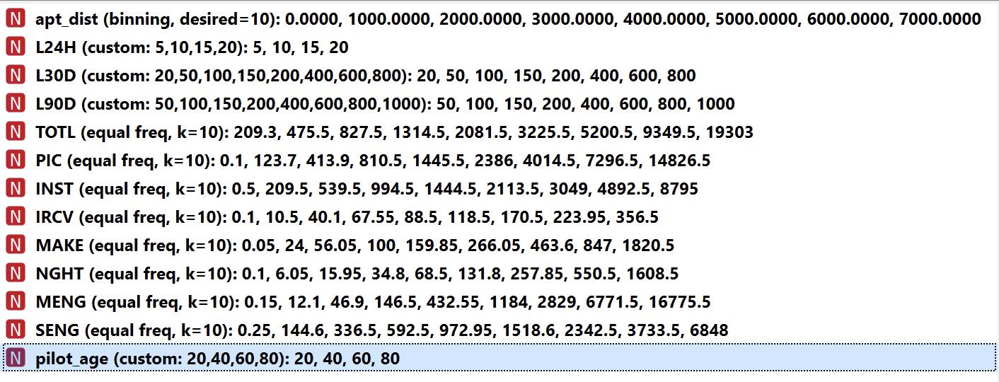 N apt_dist (binning, desired=10): 0.0000, 1000.0000, 2000.0000, 3000.0000, 4000.0000, 5000.0000, 6000.0000, 7000.0000
N L24H (custom: 5,10,15,20): 5, 10, 15, 20
N L30D (custom: 20,50,100,150,200,400,600,800): 20, 50, 100, 150, 200, 400, 600, 800
N L90D (custom: 50,100,150,200,400,600,800,1000): 50, 100, 150, 200, 400, 600, 800, 1000
N TOTL (equal freq, k=10): 209.3, 475.5, 827.5, 1314.5, 2081.5, 3225.5, 5200.5, 9349.5, 19303
N PIC (equal freq, k=10): 0.1, 123.7, 413.9, 810.5, 1445.5, 2386, 4014.5, 7296.5, 14826.5
N INST (equal freq, k=10): 0.5, 209.5, 539.5, 994.5, 1444.5, 2113.5, 3049, 4892.5, 8795
N IRCV (equal freq, k=10): 0.1, 10.5, 40.1, 67.55, 88.5, 118.5, 170.5, 223.95, 356.5
N MAKE (equal freq, k=10): 0.05, 24, 56.05, 100, 159.85, 266.05, 463.6, 847, 1820.5
N NGHT (equal freq, k=10): 0.1, 6.05, 15.95, 34.8, 68.5, 131.8, 257.85, 550.5, 1608.5
N MENG (equal freq, k=10): 0.15, 12.1, 46.9, 146.5, 432.55, 1184, 2829, 6771.5, 16775.5
N SENG (equal freq, k=10): 0.25, 144.6, 336.5, 592.5, 972.95, 1518.6, 2342.5, 3733.5, 6848
N pilot_age (custom: 20,40,60,80): 20, 40, 60, 80